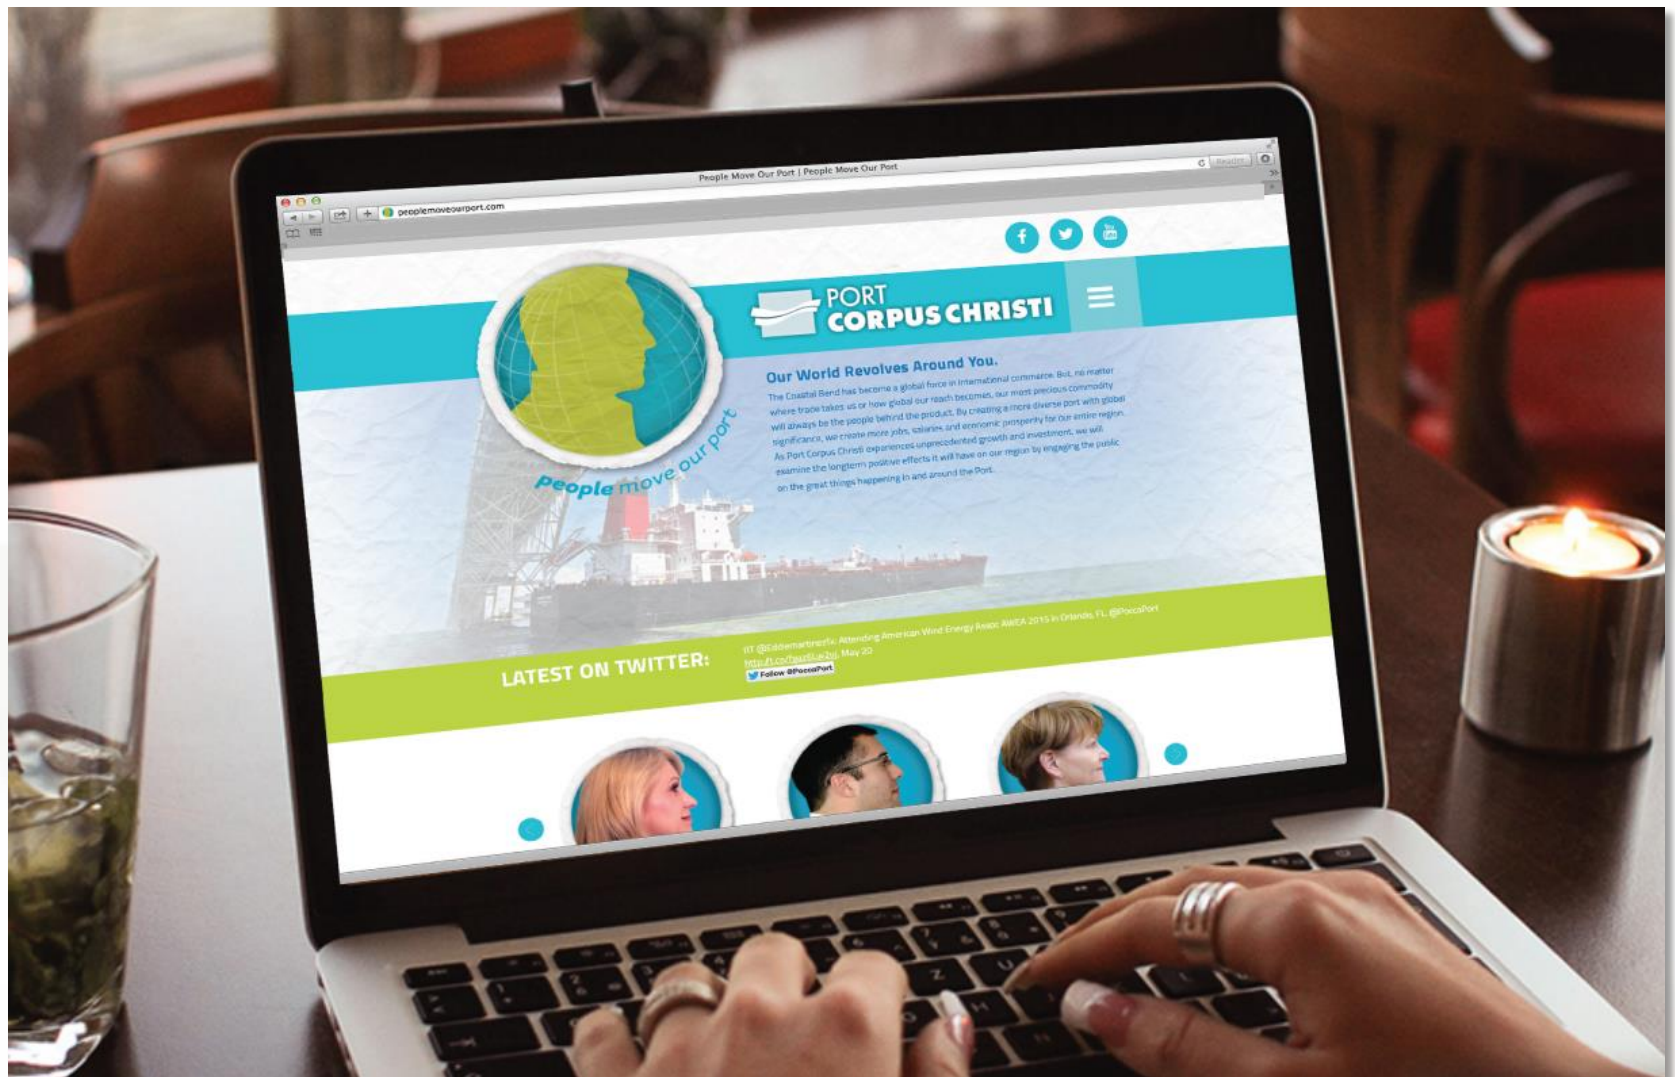 People Move Our Port | People Move Our Port
Reader
peoplemoveourport.com
You
Tube
PORT
CORPUS CHRISTI
people move our port
Our World Revolves Around You.
The Coastal Bend has become a global force in international commerce. But, no matter
where trade takes us or how global our reach becomes, our most precious commodity
will always be the people behind the product. By creating a more diverse port with global
significance, we create more jobs, salaries and economic prosperity for our entire region.
As Port Corpus Christi experiences unprecedented growth and investment, we will
examine the longterm positive effects it will have on our region by engaging the public
on the great things happening in and around the Port.
LATEST ON TWITTER:
Attending American Wind Energy Assoc AWEA 2015 in Orlando, FL. @PoccaPort
May 20
Follow @PoccaPort